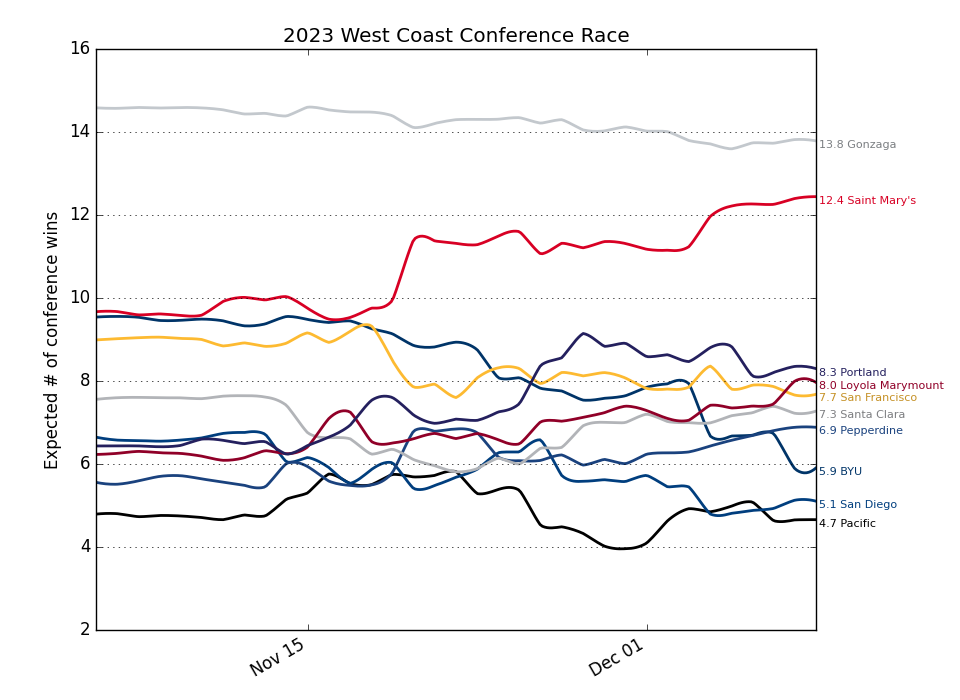 2023 West Coast Conference Race
Expected # of conference wins
16
14
12
10
8
6
4
2
Nov 15
Dec 01
13.8 Gonzaga
12.4 Saint Mary's
8.3 Portland
8.0 Loyola Marymount
7.7 San Francisco
7.3 Santa Clara
6.9 Pepperdine
5.9 BYU
5.1 San Diego
4.7 Pacific